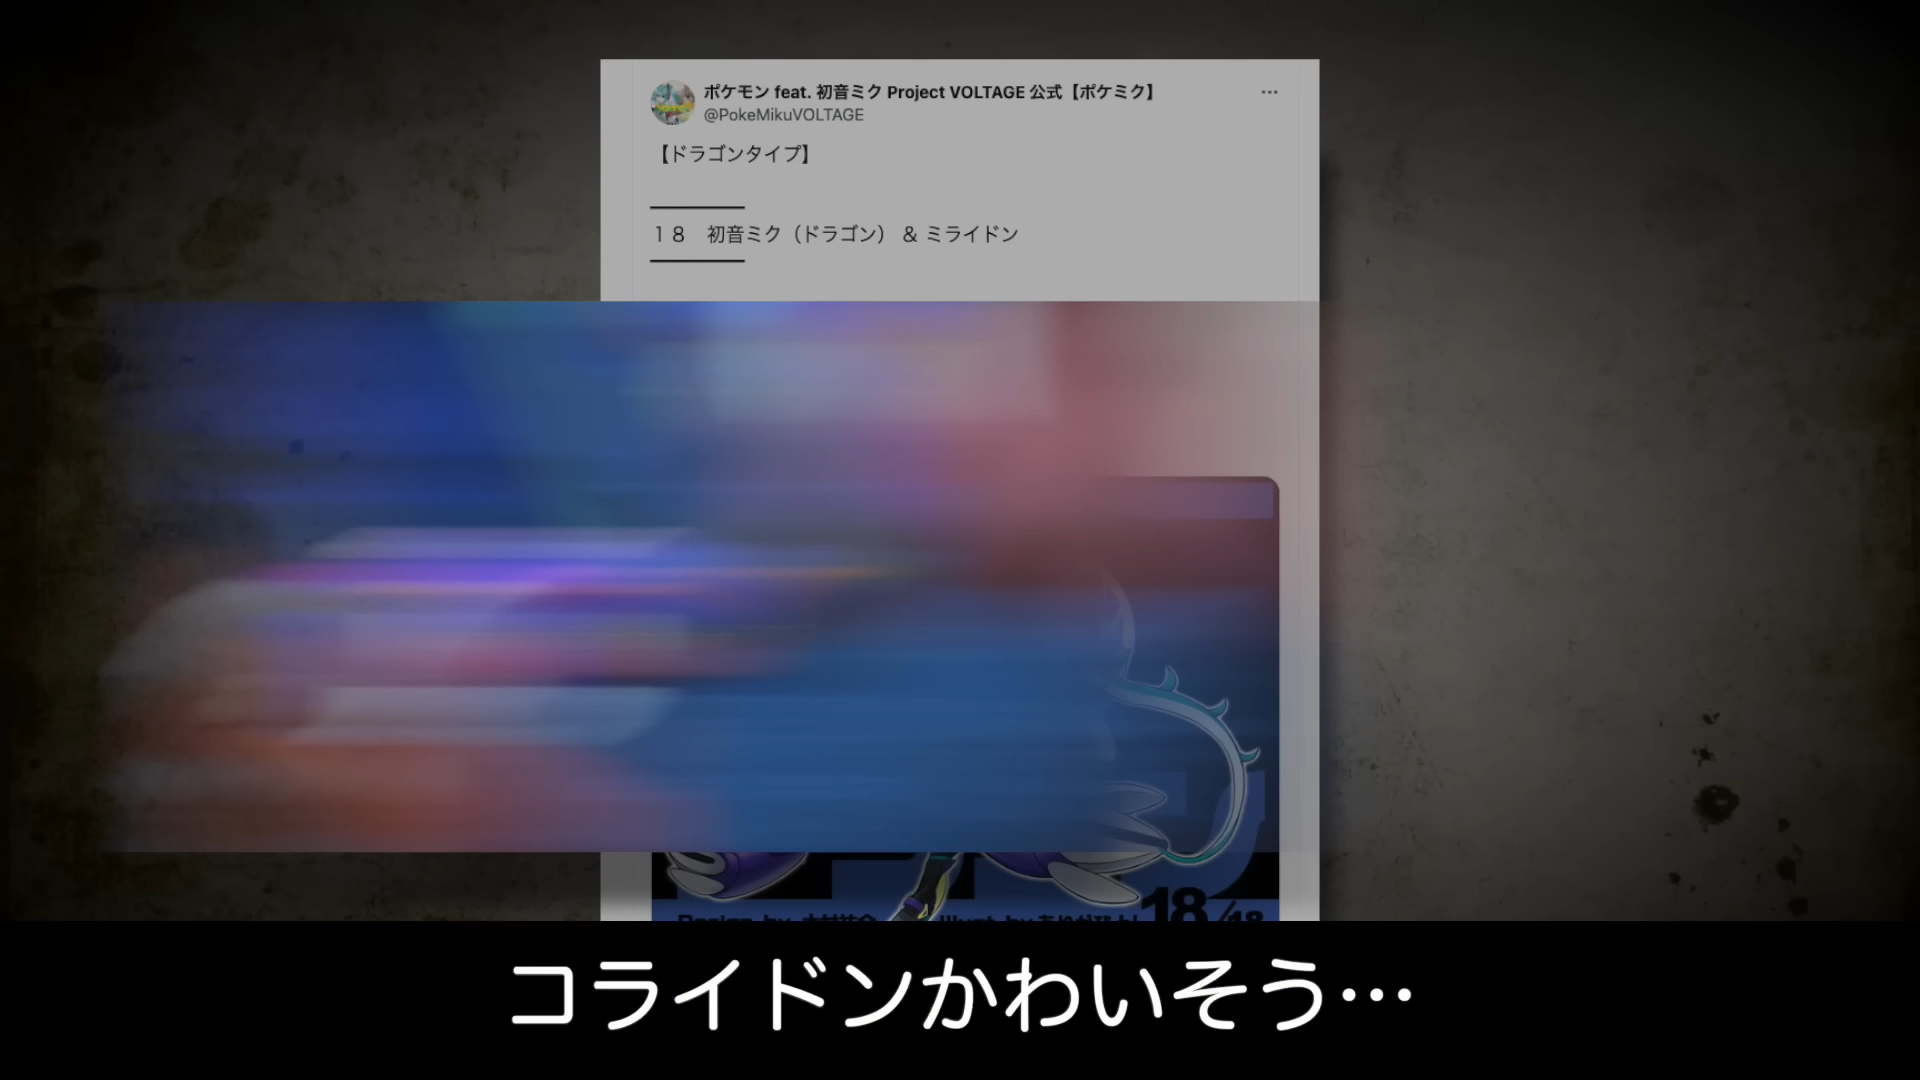 ポケモン feat. 初音ミク Project VOLTAGE 公式【ポケミク】
@PokeMikuVOLTAGE
【ドラゴンタイプ】
１８　初音ミク（ドラゴン） & ミライドン
18/18
コライドンかわいそう…